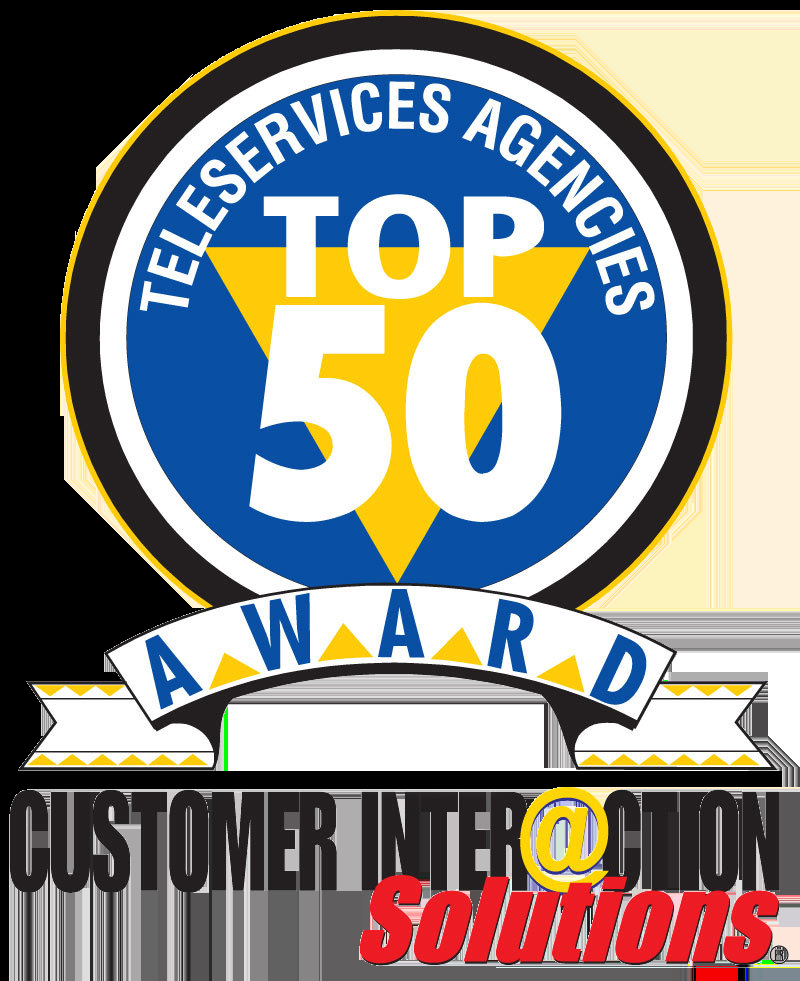 TELESERVICES AGENCIES
TOP
50
AWARD
CUSTOMER INTER@CTION
Solutions®